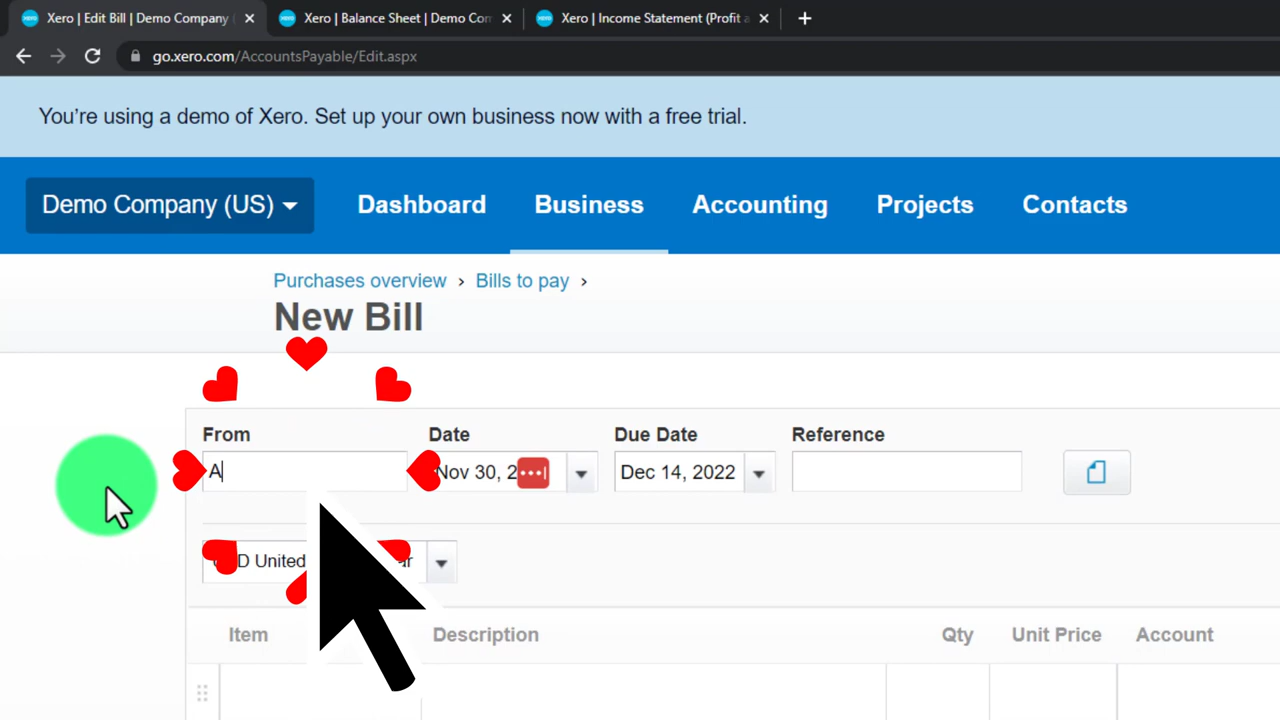 Xero | Edit Bill | Demo Company
Xero | Balance Sheet | Demo Com
Xero | Income Statement (Profit a
go.xero.com/AccountsPayable/Edit.aspx
You're using a demo of Xero. Set up your own business now with a free trial.
Demo Company (US) Dashboard Business Accounting Projects Contacts
Purchases overview › Bills to pay ›
New Bill
From Date Due Date Reference
A Nov 30, 2 Dec 14, 2022
D United
Item Description Qty Unit Price Account